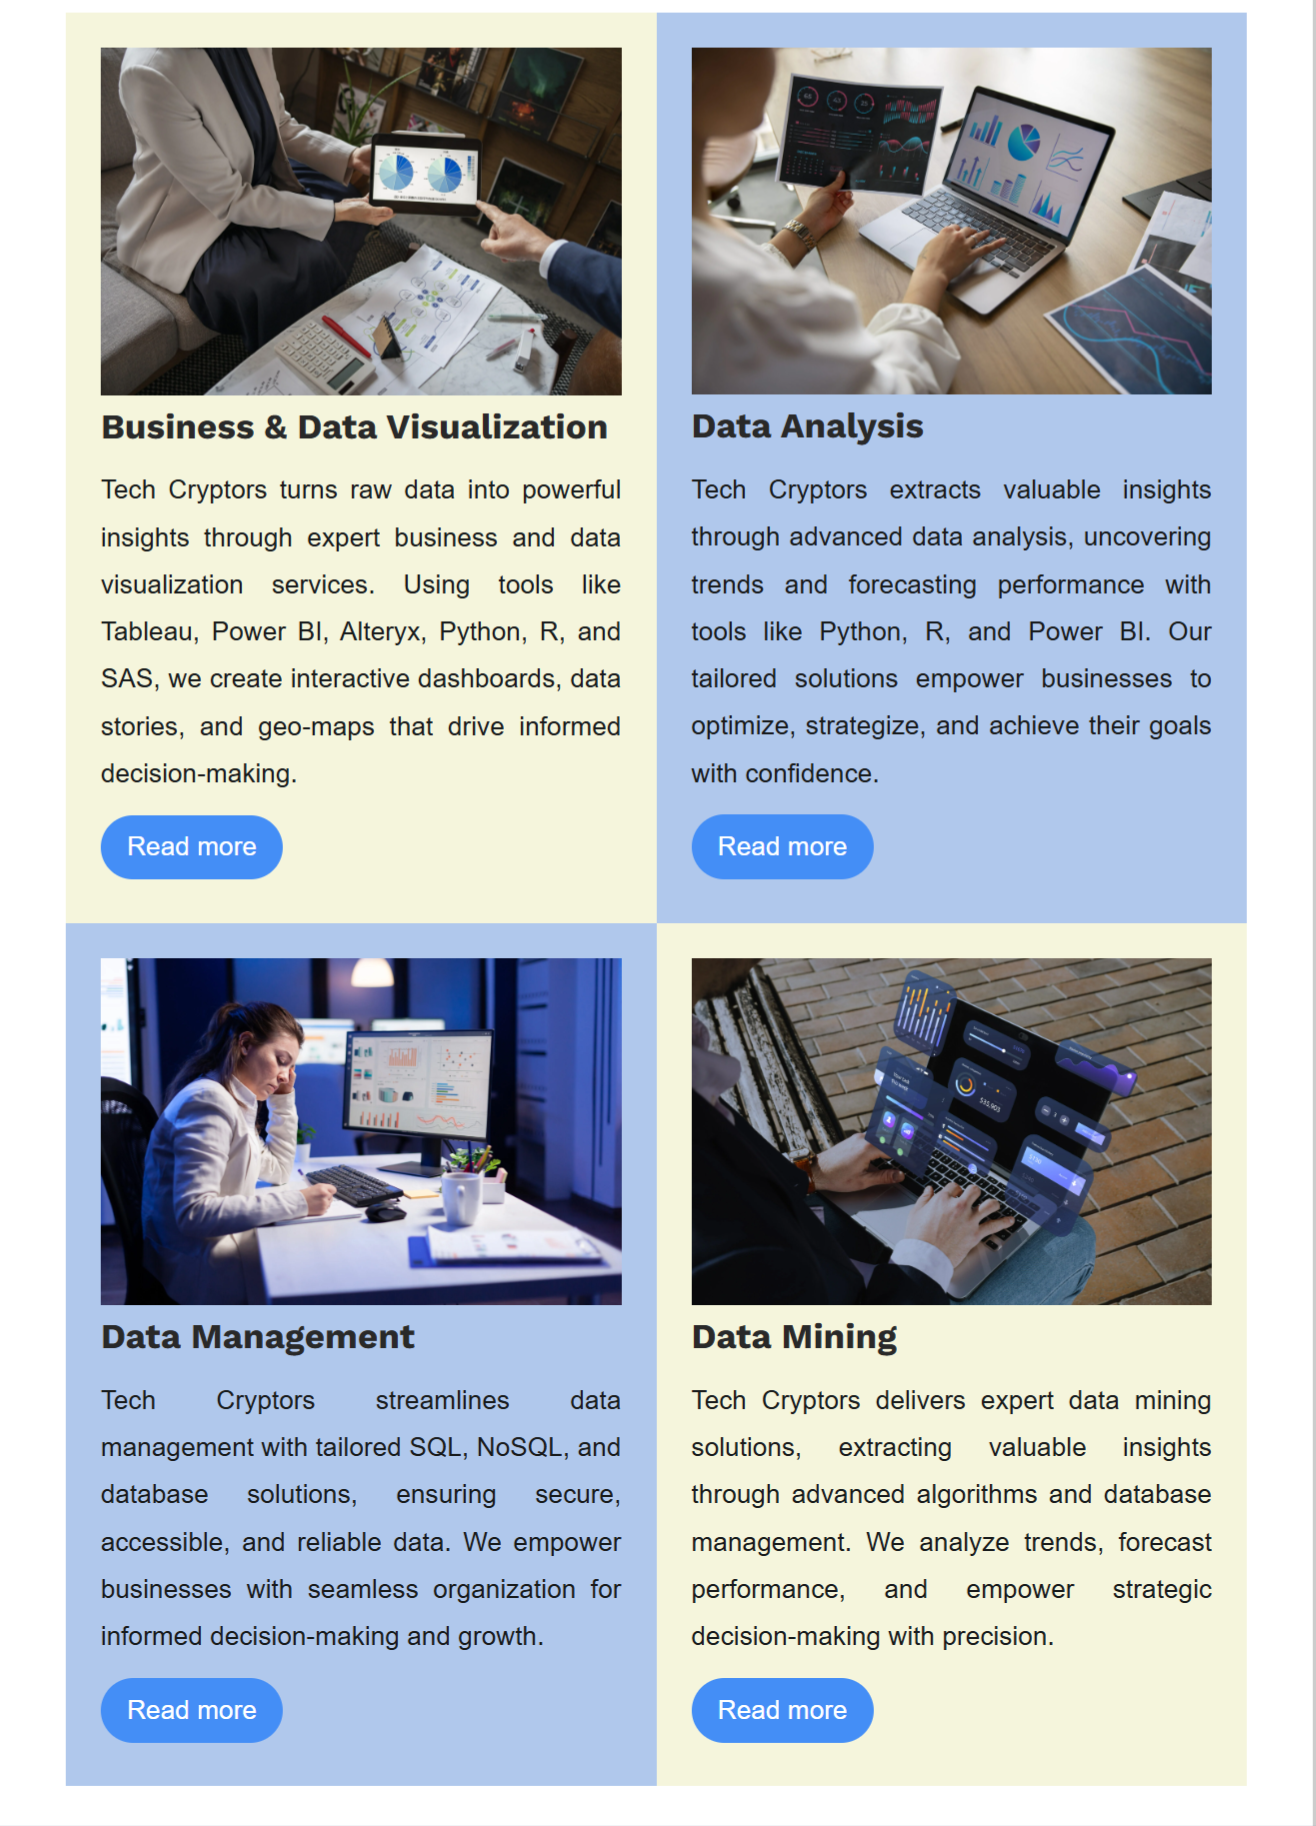 Business & Data Visualization
Tech Cryptors turns raw data into powerful
insights through expert business and data
visualization services. Using tools like
Tableau, Power BI, Alteryx, Python, R, and
SAS, we create interactive dashboards, data
stories, and geo-maps that drive informed
decision-making.
Read more
Data Analysis
Tech Cryptors extracts valuable insights
through advanced data analysis, uncovering
trends and forecasting performance with
tools like Python, R, and Power BI. Our
tailored solutions empower businesses to
optimize, strategize, and achieve their goals
with confidence.
Read more
Data Management
Tech Cryptors streamlines data
management with tailored SQL, NoSQL, and
database solutions, ensuring secure,
accessible, and reliable data. We empower
businesses with seamless organization for
informed decision-making and growth.
Read more
$35,903
Data Mining
Tech Cryptors delivers expert data mining
solutions, extracting valuable insights
through advanced algorithms and database
management. We analyze trends, forecast
performance, and empower strategic
decision-making with precision.
Read more